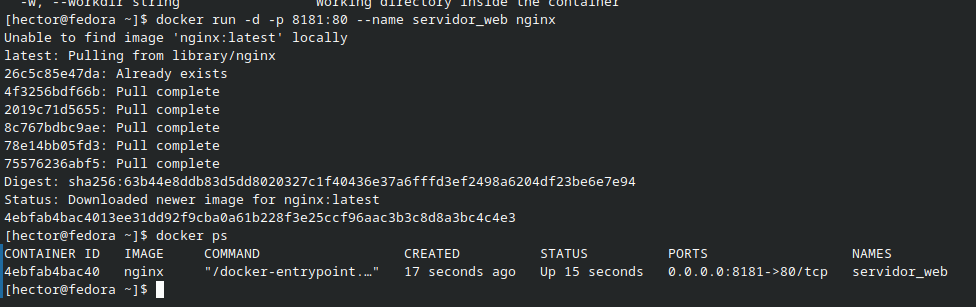 -w, --workdir string                 Working directory inside the container
[hector@fedora ~]$ docker run -d -p 8181:80 --name servidor_web nginx
Unable to find image 'nginx:latest' locally
latest: Pulling from library/nginx
26c5c85e47da: Already exists
4f3256bdf66b: Pull complete
2019c71d5655: Pull complete
8c767bdbc9ae: Pull complete
78e14bb05fd3: Pull complete
75576236abf5: Pull complete
Digest: sha256:63b44e8ddb83d5dd8020327c1f40436e37a6fffd3ef2498a6204df23be6e7e94
Status: Downloaded newer image for nginx:latest
4ebfab4bac4013ee31dd92f9cba0a61b228f3e25ccf96aac3b3c8d8a3bc4c4e3
[hector@fedora ~]$ docker ps
CONTAINER ID   IMAGE     COMMAND                  CREATED          STATUS          PORTS                  NAMES
4ebfab4bac40   nginx     "/docker-entrypoint.…"   17 seconds ago   Up 15 seconds   0.0.0.0:8181->80/tcp   servidor_web
[hector@fedora ~]$